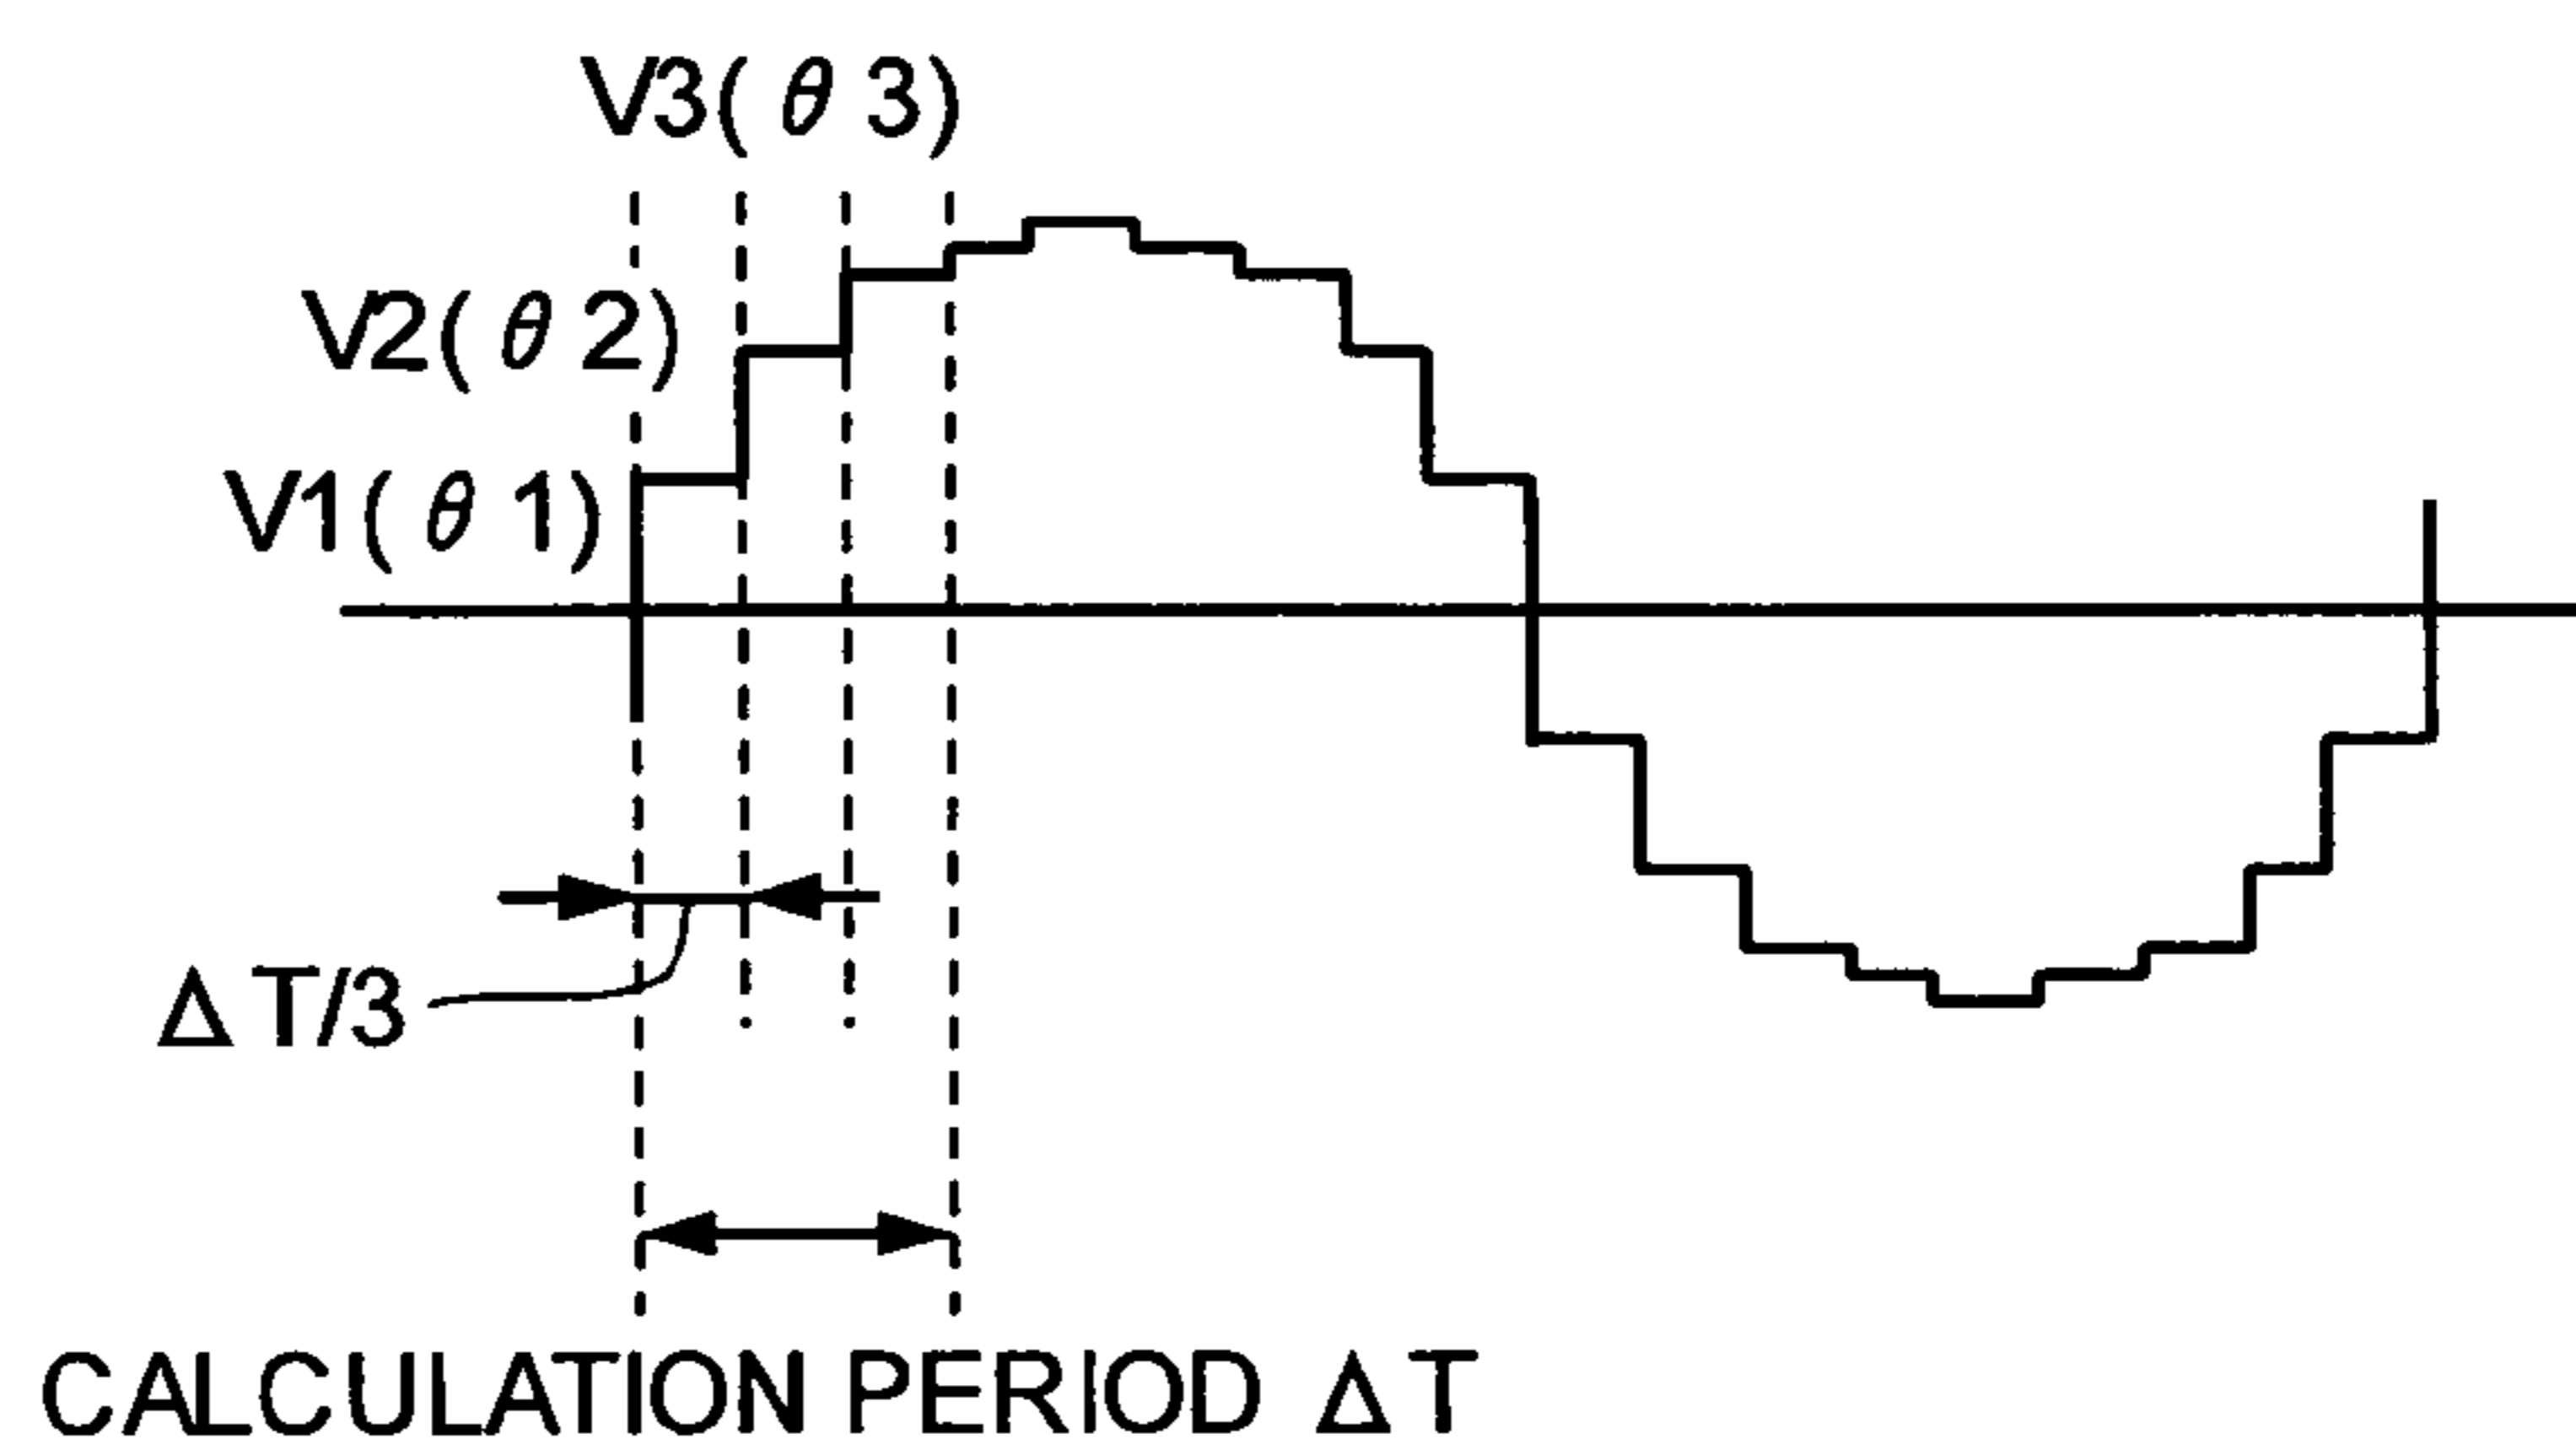 V3(θ3)
V2(θ2)
V1(θ1)
ΔT/3
CALCULATION PERIOD ΔT